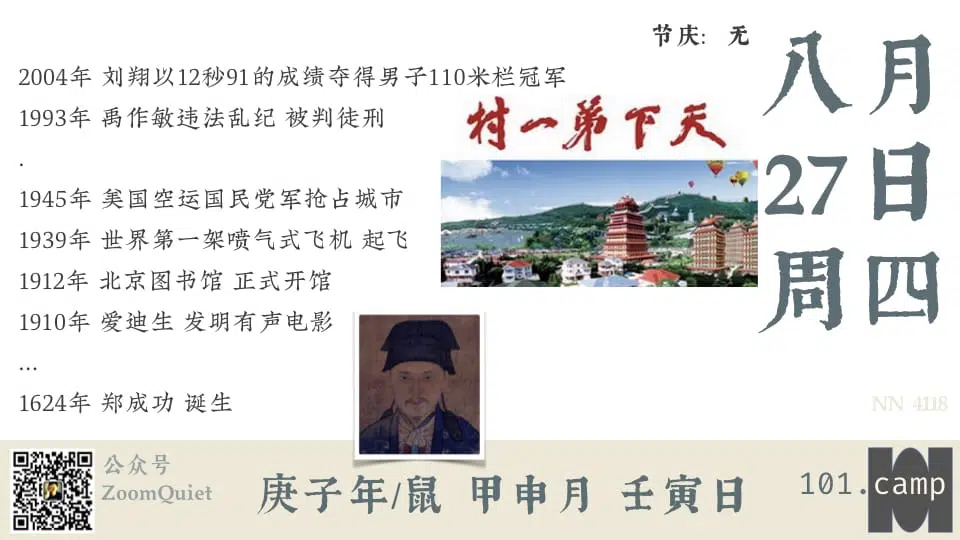 节庆: 无
2004年 刘翔以12秒91的成绩夺得男子110米栏冠军
1993年 禹作敏违法乱纪 被判徒刑
.
1945年 美国空运国民党军抢占城市
1939年 世界第一架喷气式飞机 起飞
1912年 北京图书馆 正式开馆
1910年 爱迪生 发明有声电影
...
1624年 郑成功 诞生
村一第下天
八月
27日
周四
NN 4118
公众号
ZoomQuiet
庚子年/鼠 甲申月 壬寅日
101.camp